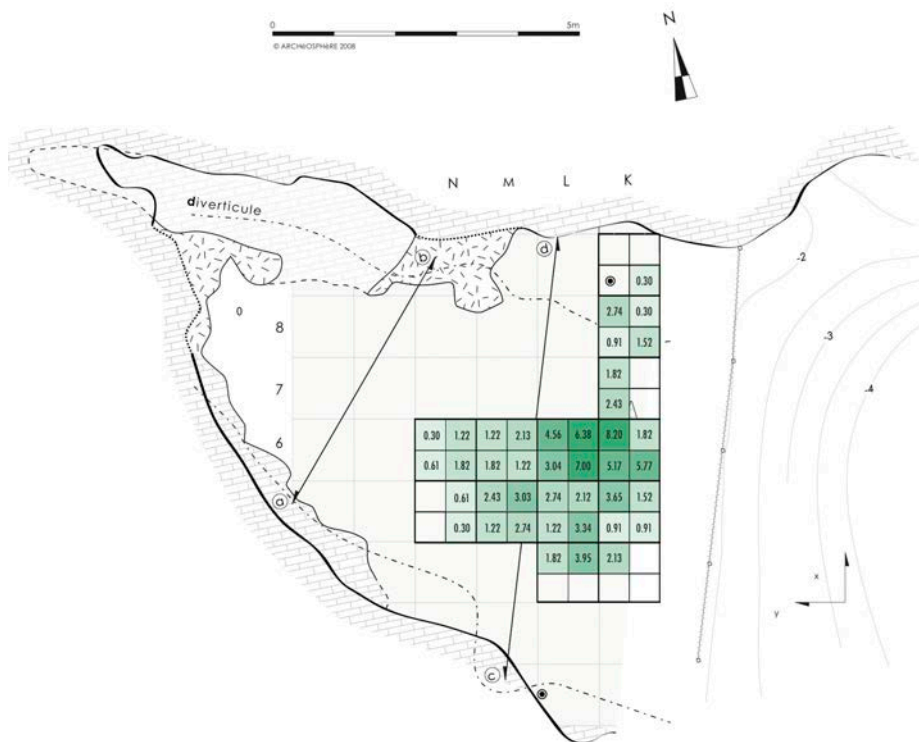 0 5m
© ARCHéOSPHèRE 2008
N
N M L K
diverticule
b d
-2
0.30
0 8
2.74 0.30
-3
0.91 1.52
7
1.82
-4
2.43
6
0.30 1.22 1.22 2.13 4.56 6.38 8.20 1.82
0.61 1.82 1.82 1.22 3.04 7.00 5.17 5.77
a
0.61 2.43 3.03 2.74 2.12 3.65 1.52
0.30 1.22 2.74 1.22 3.34 0.91 0.91
1.82 3.95 2.13
x
y
c